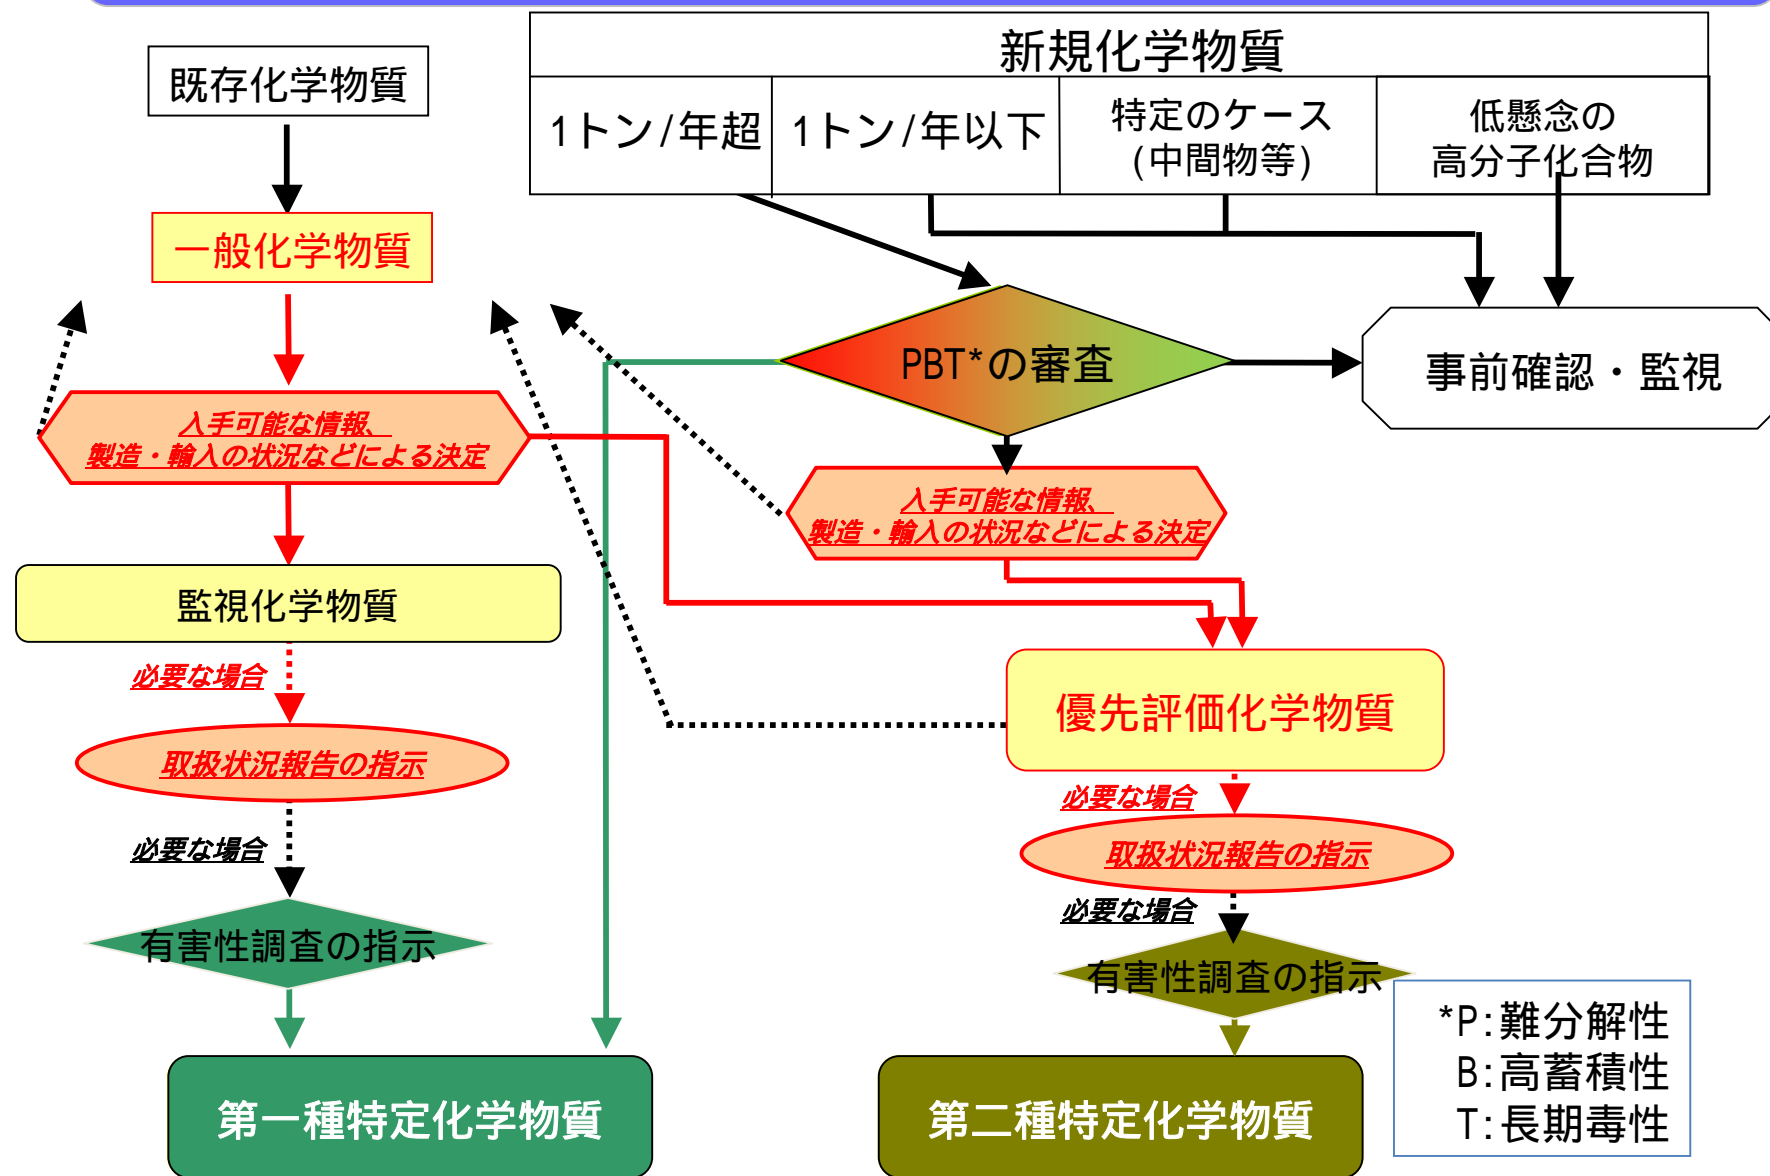 新規化学物質
既存化学物質
1トン/年超
1トン/年以下
特定のケース
(中間物等)
低懸念の
高分子化合物
一般化学物質
PBT*の審査
事前確認・監視
入手可能な情報、
製造・輸入の状況などによる決定
入手可能な情報、
製造・輸入の状況などによる決定
監視化学物質
必要な場合
優先評価化学物質
取扱状況報告の指示
必要な場合
必要な場合
取扱状況報告の指示
必要な場合
有害性調査の指示
有害性調査の指示
*P:難分解性
B:高蓄積性
T:長期毒性
第一種特定化学物質
第二種特定化学物質